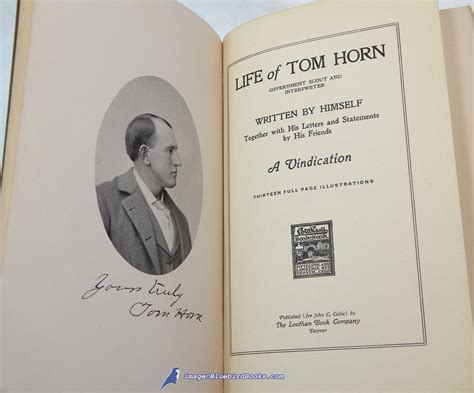 Yours truly
Tom Horn
LIFE of TOM HORN
GOVERNMENT SCOUT AND
INTERPRETER
WRITTEN BY HIMSELF
Together with His Letters and Statements
by His Friends
A Vindication
THIRTEEN FULL PAGE ILLUSTRATIONS
Published (for John C. Coble) by
The Louthan Book Company
Denver
image©BluebirdBooks.com